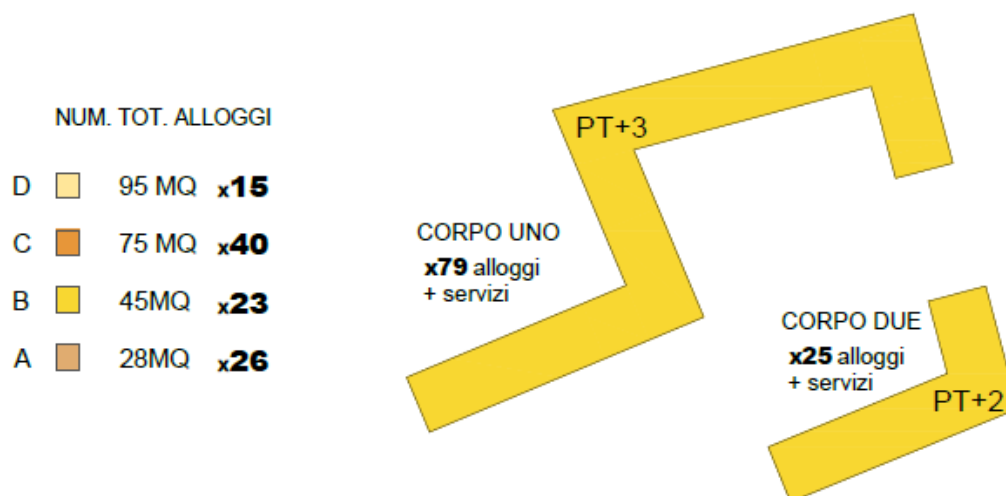 NUM. TOT. ALLOGGI
D 95 MQ x15
C 75 MQ x40
B 45MQ x23
A 28MQ x26
PT+3
CORPO UNO
x79 alloggi
+ servizi
CORPO DUE
x25 alloggi
+ servizi
PT+2